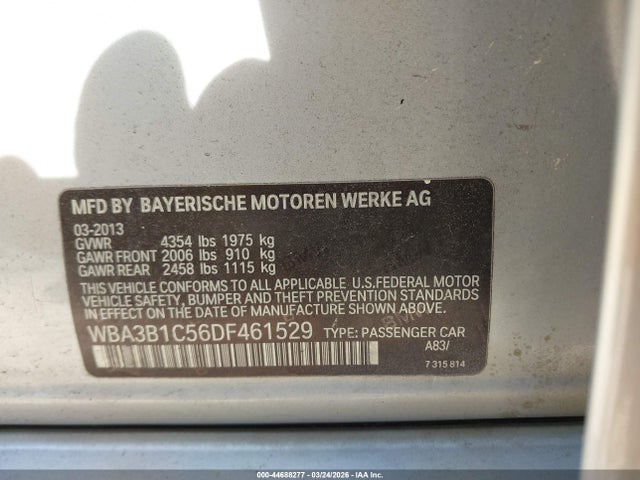 MFD BY BAYERISCHE MOTOREN WERKE AG
03-2013
GVWR 4354 lbs 1975 kg
GAWR FRONT 2006 lbs 910 kg
GAWR REAR 2458 lbs 1115 kg
THIS VEHICLE CONFORMS TO ALL APPLICABLE U.S.FEDERAL MOTOR
VEHICLE SAFETY, BUMPER AND THEFT PREVENTION STANDARDS
IN EFFECT ON THE DATE OF MANUFACTURE SHOWN ABOVE.
WBA3B1C56DF461529 TYPE: PASSENGER CAR
A83/
7 315 814
000-44688277 - 03/24/2026 - IAA Inc.